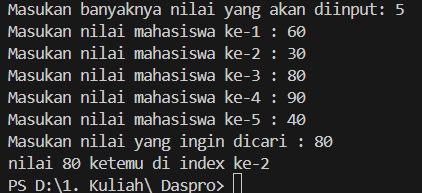 Masukan banyaknya nilai yang akan diinput: 5
Masukan nilai mahasiswa ke-1 : 60
Masukan nilai mahasiswa ke-2 : 30
Masukan nilai mahasiswa ke-3 : 80
Masukan nilai mahasiswa ke-4 : 90
Masukan nilai mahasiswa ke-5 : 40
Masukan nilai yang ingin dicari : 80
nilai 80 ketemu di index ke-2
PS D:\1. Kuliah\ Daspro>